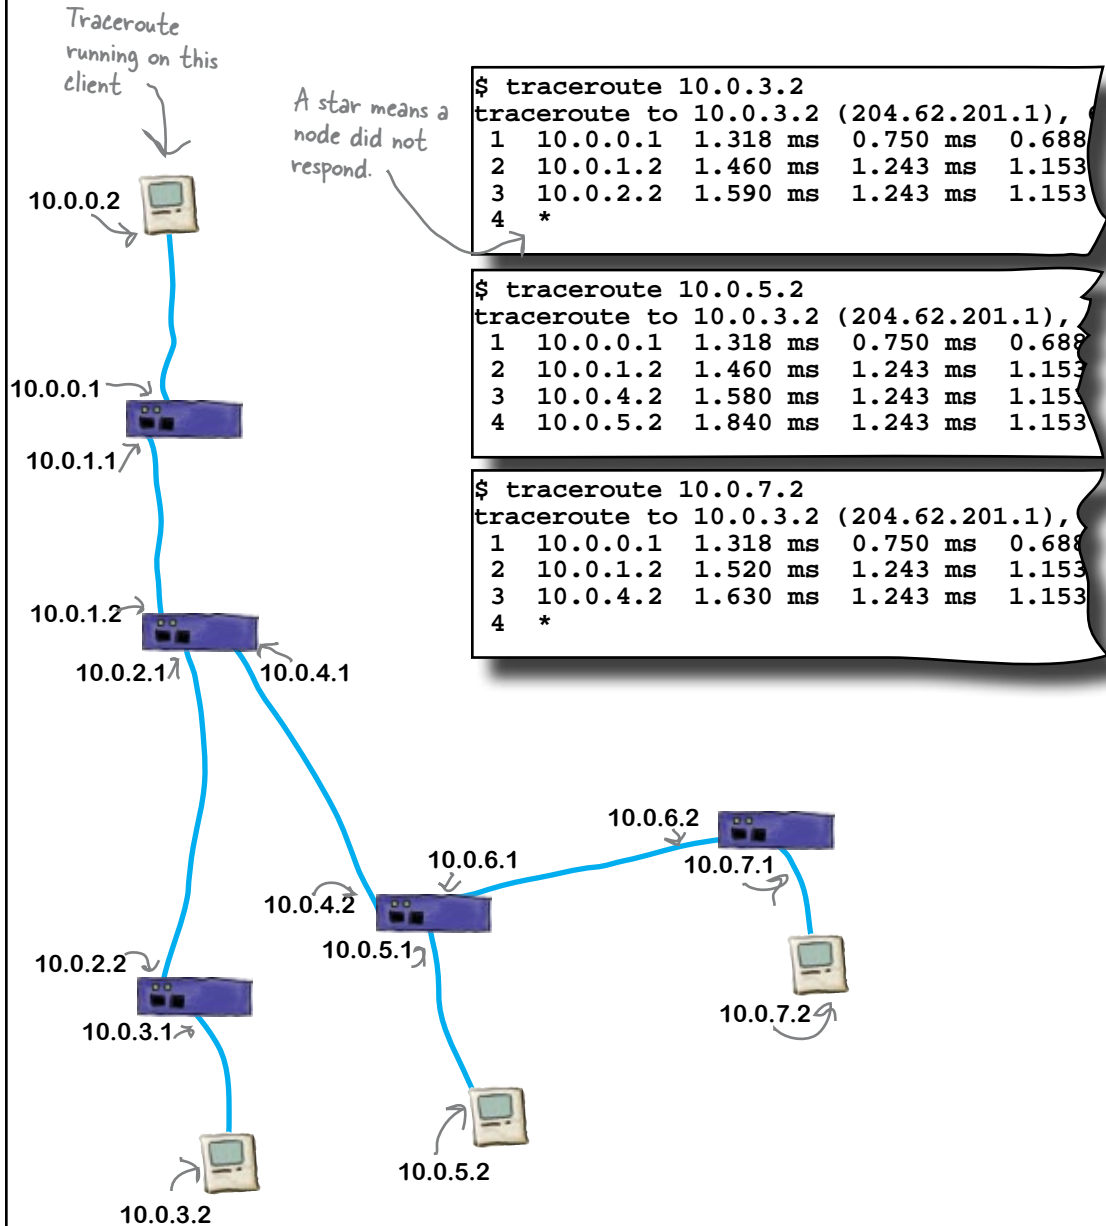 Traceroute
running on this
client
A star means a
node did not
respond.
$ traceroute 10.0.3.2
traceroute to 10.0.3.2 (204.62.201.1),
1 10.0.0.1 1.318 ms 0.750 ms 0.688
2 10.0.1.2 1.460 ms 1.243 ms 1.153
3 10.0.2.2 1.590 ms 1.243 ms 1.153
4 *
$ traceroute 10.0.5.2
traceroute to 10.0.3.2 (204.62.201.1),
1 10.0.0.1 1.318 ms 0.750 ms 0.688
2 10.0.1.2 1.460 ms 1.243 ms 1.153
3 10.0.4.2 1.580 ms 1.243 ms 1.153
4 10.0.5.2 1.840 ms 1.243 ms 1.153
$ traceroute 10.0.7.2
traceroute to 10.0.3.2 (204.62.201.1),
1 10.0.0.1 1.318 ms 0.750 ms 0.688
2 10.0.1.2 1.520 ms 1.243 ms 1.153
3 10.0.4.2 1.630 ms 1.243 ms 1.153
4 *
10.0.0.2
10.0.0.1
10.0.1.1
10.0.1.2
10.0.2.1
10.0.4.1
10.0.6.2
10.0.7.1
10.0.6.1
10.0.4.2
10.0.5.1
10.0.2.2
10.0.7.2
10.0.3.1
10.0.5.2
10.0.3.2